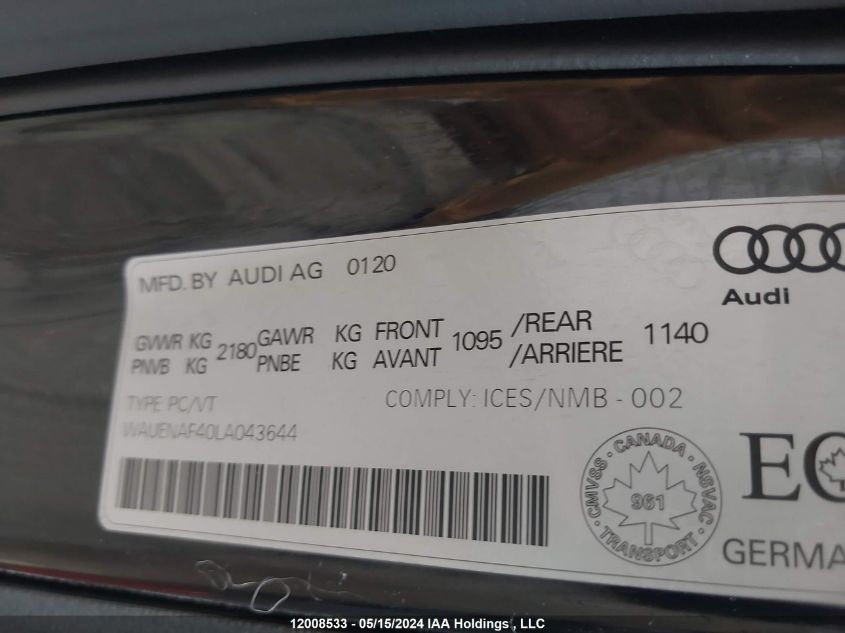 MFD. BY AUDI AG 0120
Audi
GVWR KG 2180 GAWR KG FRONT 1095 /REAR 1140
PNVB KG PNBE KG AVANT /ARRIERE
TYPE: PC/VT COMPLY: ICES/NMB - 002
WAUENAF40LA043644
CANADA
CMVSS NSVAC
961
TRANSPORT
GERMA
12008533 - 05/15/2024 IAA Holdings , LLC